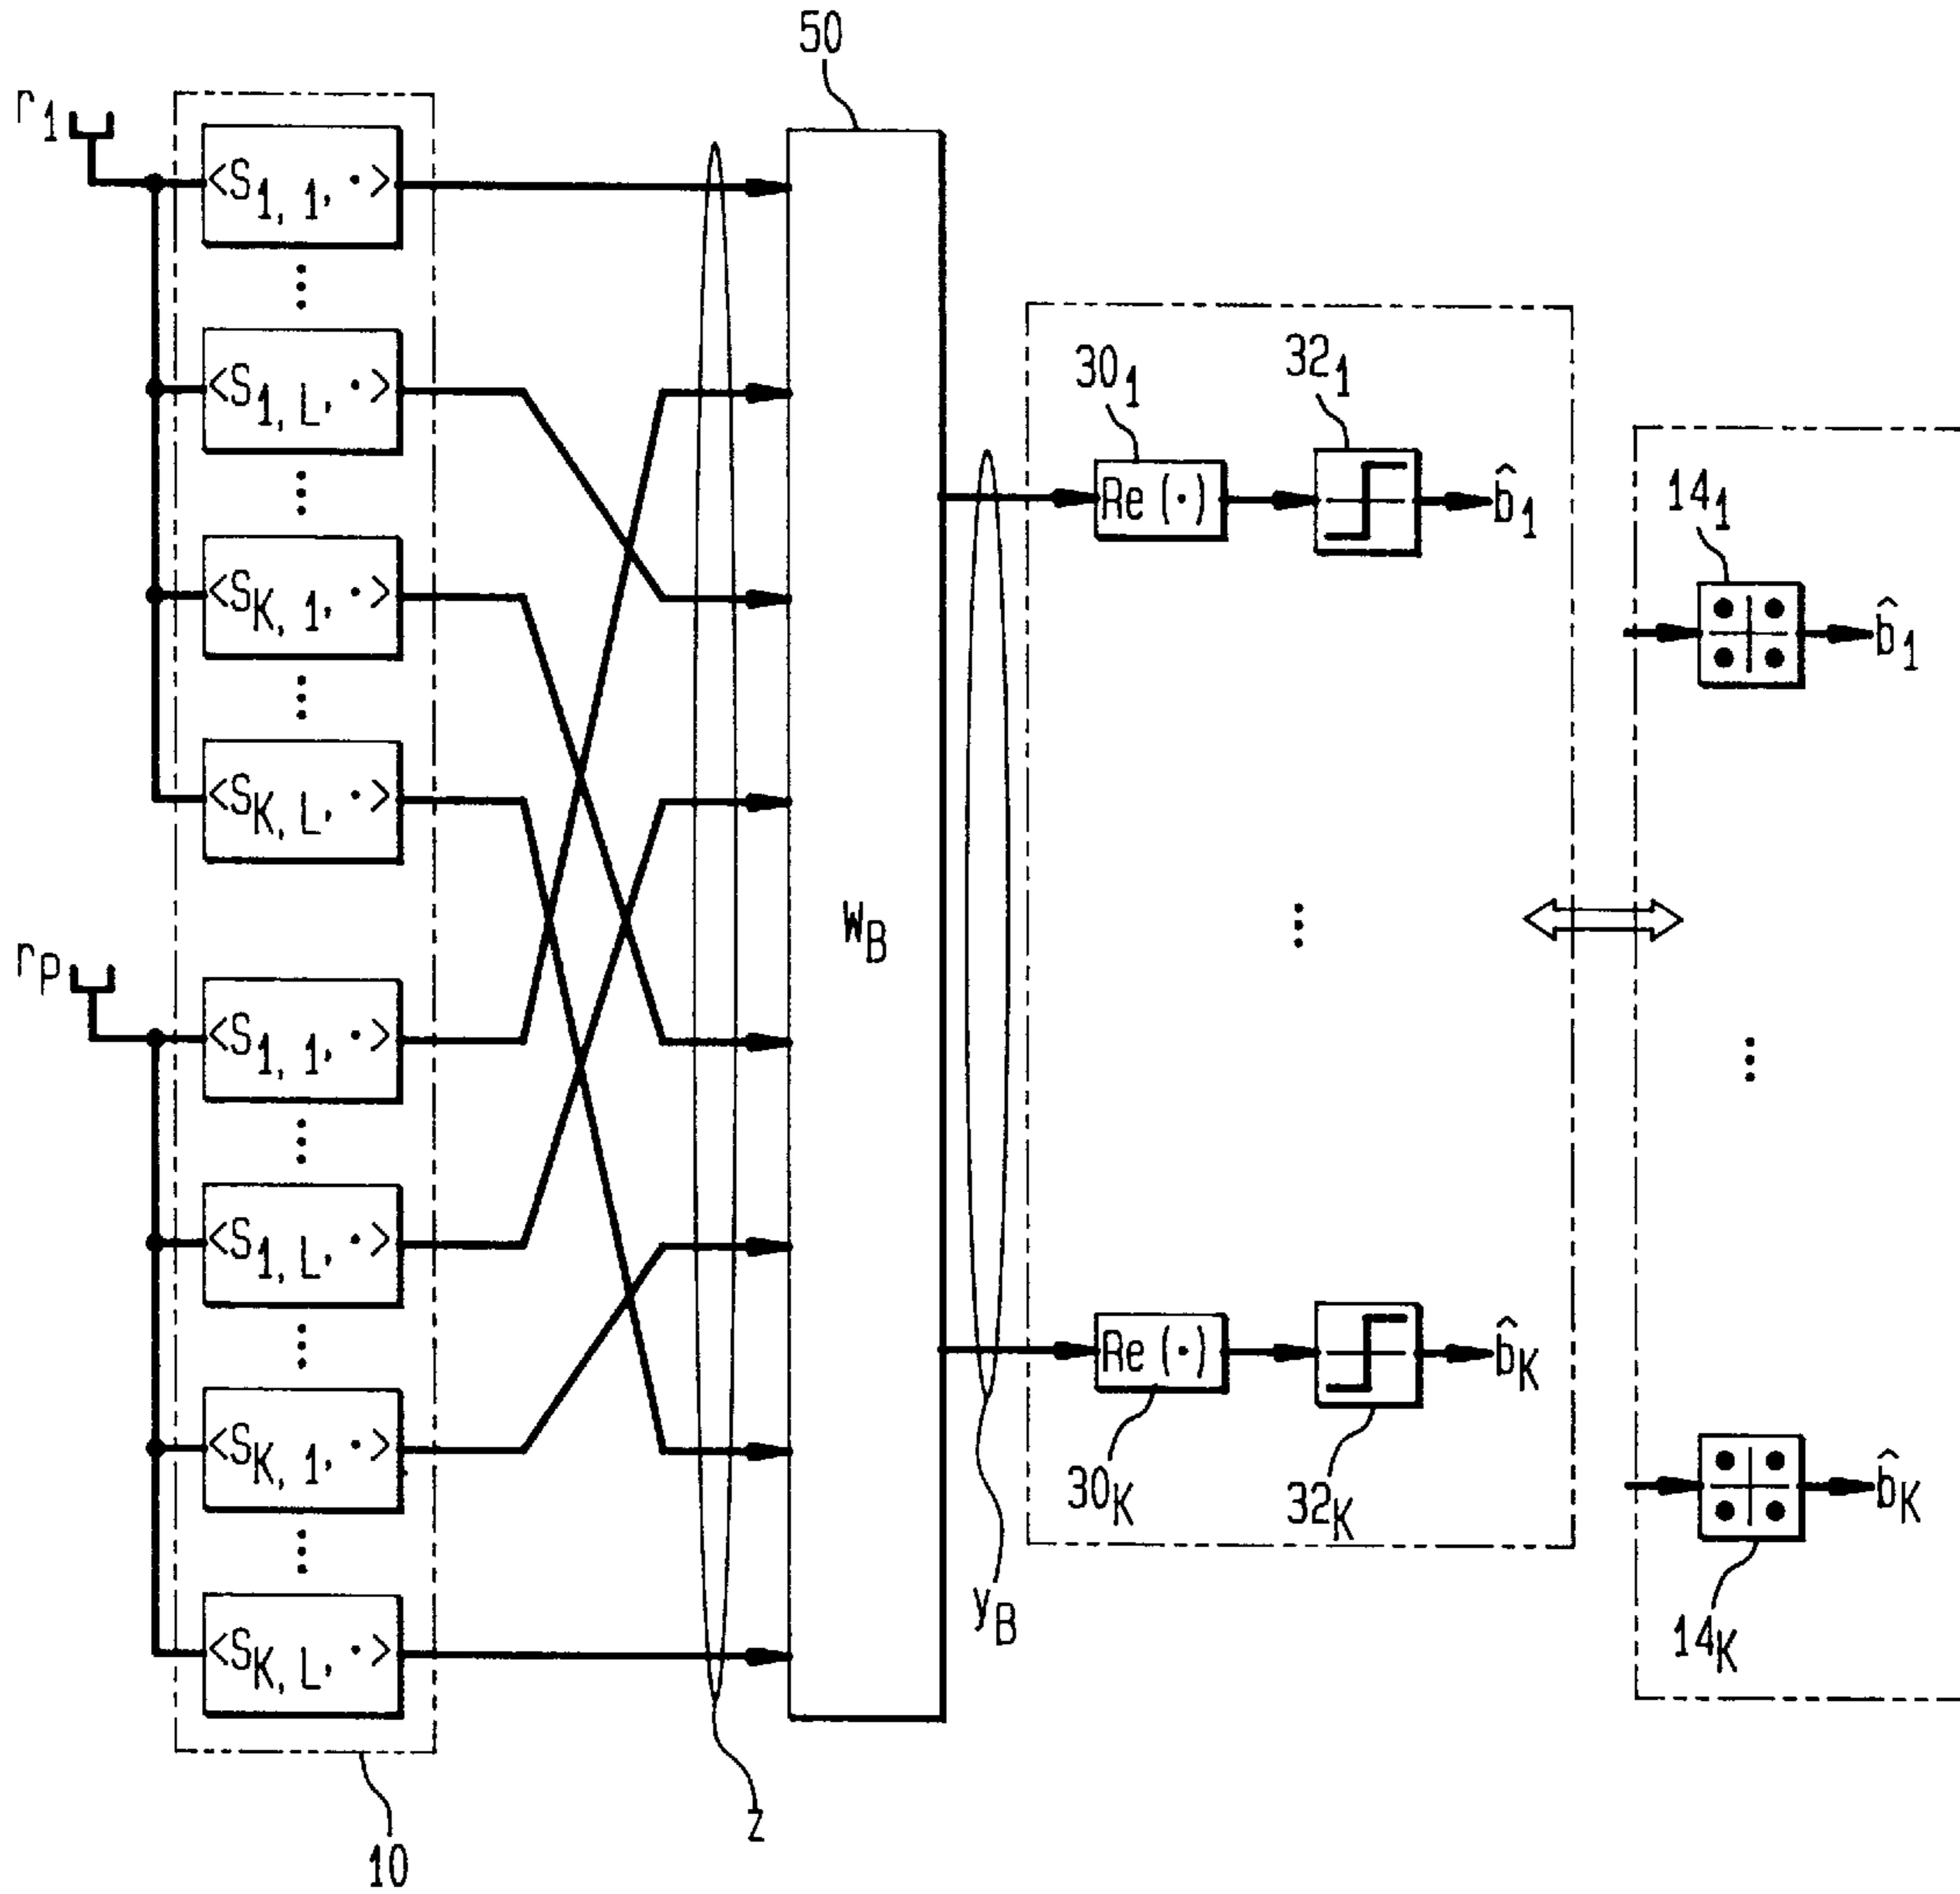 50
r1
<S1,1,·>
<S1,L,·>
<SK,1,·>
<SK,L,·>
rP
<S1,1,·>
<S1,L,·>
<SK,1,·>
<SK,L,·>
10
z
WB
yB
301
321
Re(·)
b̂1
Re(·)
b̂K
30K
32K
141
b̂1
b̂K
14K